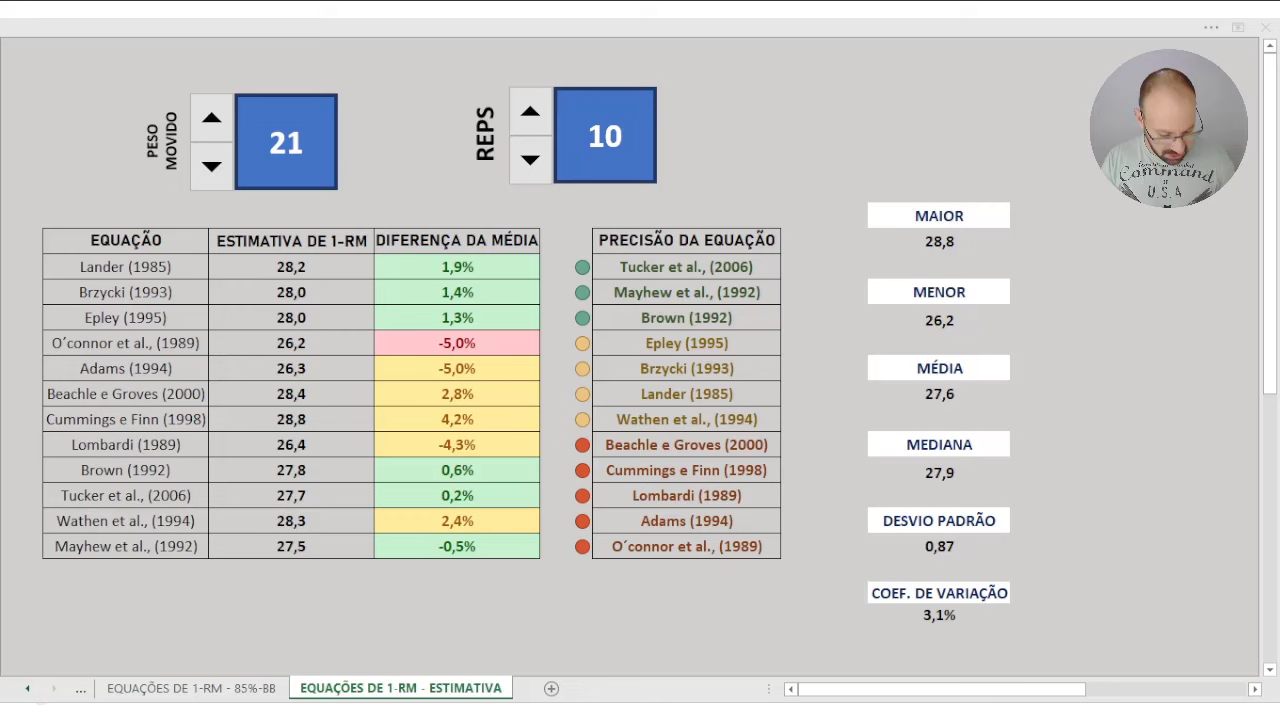 PESO
MOVIDO
21
REPS
10
EQUAÇÃO ESTIMATIVA DE 1-RM DIFERENÇA DA MÉDIA
Lander (1985) 28,2 1,9%
Brzycki (1993) 28,0 1,4%
Epley (1995) 28,0 1,3%
O´connor et al., (1989) 26,2 -5,0%
Adams (1994) 26,3 -5,0%
Beachle e Groves (2000) 28,4 2,8%
Cummings e Finn (1998) 28,8 4,2%
Lombardi (1989) 26,4 -4,3%
Brown (1992) 27,8 0,6%
Tucker et al., (2006) 27,7 0,2%
Wathen et al., (1994) 28,3 2,4%
Mayhew et al., (1992) 27,5 -0,5%
PRECISÃO DA EQUAÇÃO
Tucker et al., (2006)
Mayhew et al., (1992)
Brown (1992)
Epley (1995)
Brzycki (1993)
Lander (1985)
Wathen et al., (1994)
Beachle e Groves (2000)
Cummings e Finn (1998)
Lombardi (1989)
Adams (1994)
O´connor et al., (1989)
MAIOR
28,8
MENOR
26,2
MÉDIA
27,6
MEDIANA
27,9
DESVIO PADRÃO
0,87
COEF. DE VARIAÇÃO
3,1%
Command
U.S.A
... EQUAÇÕES DE 1-RM - 85%-BB EQUAÇÕES DE 1-RM - ESTIMATIVA